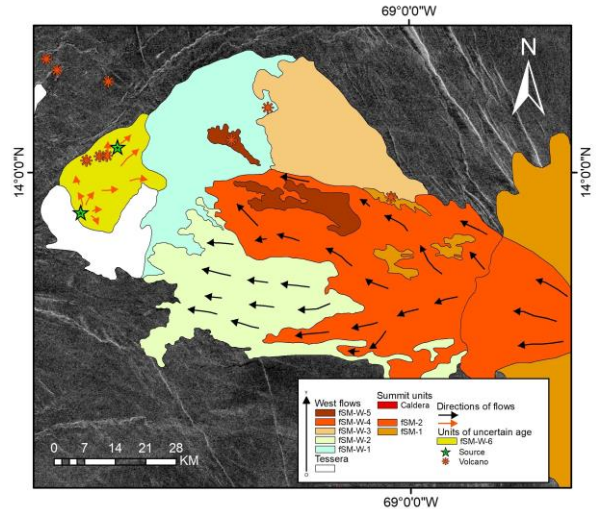 69°0'0"W
N
14°0'0"N
14°0'0"N
West flows
fSM-W-5
fSM-W-4
fSM-W-3
fSM-W-2
fSM-W-1
Tessera
Summit units
Caldera
fSM-2
fSM-1
Directions of flows
Units of uncertain age
fSM-W-6
Source
Volcano
0 7 14 21 28
KM
69°0'0"W